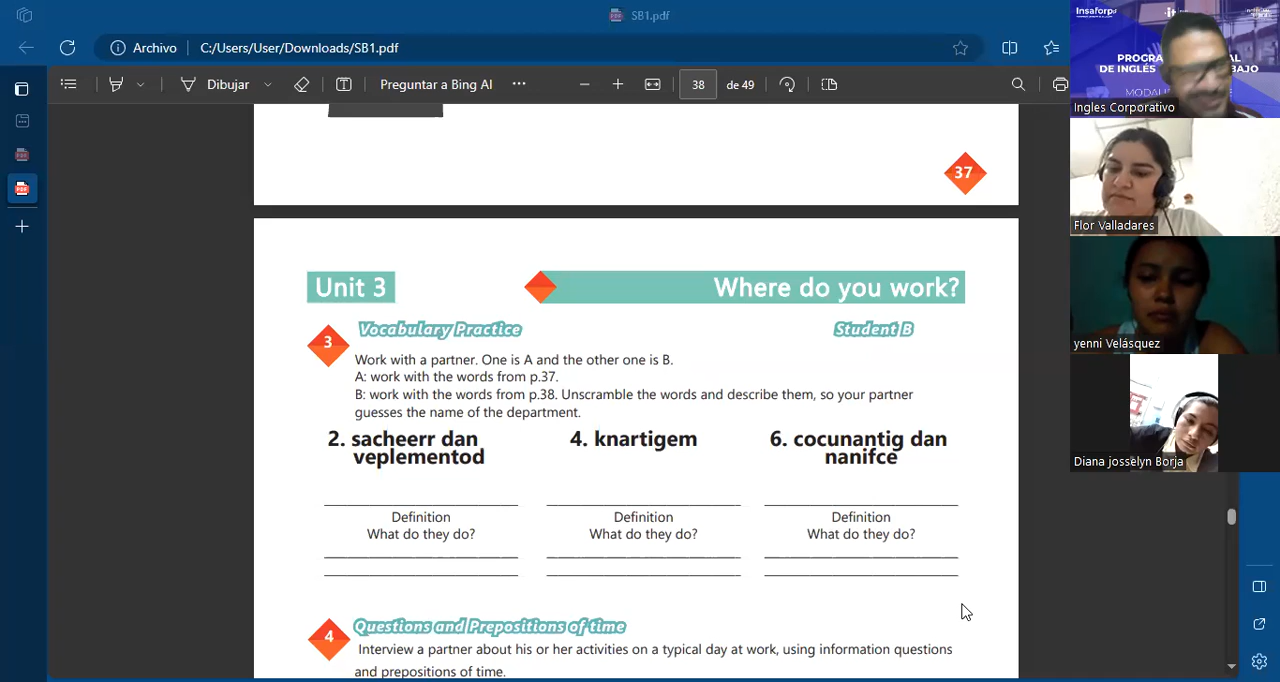 SB1.pdf
Archivo
C:/Users/User/Downloads/SB1.pdf
Dibujar
Preguntar a Bing AI
38
de 49
37
Unit 3
Where do you work?
3
Vocabulary Practice
Student B
Work with a partner. One is A and the other one is B.
A: work with the words from p.37.
B: work with the words from p.38. Unscramble the words and describe them, so your partner
guesses the name of the department.
2. sacheerr dan
veplementod
4. knartigem
6. cocunantig dan
nanifce
Definition
What do they do?
Definition
What do they do?
Definition
What do they do?
4
Questions and Prepositions of time
Interview a partner about his or her activities on a typical day at work, using information questions
and prepositions of time.
Insaforp
Ingles Corporativo
Flor Valladares
yenni Velásquez
Diana josselyn Borja